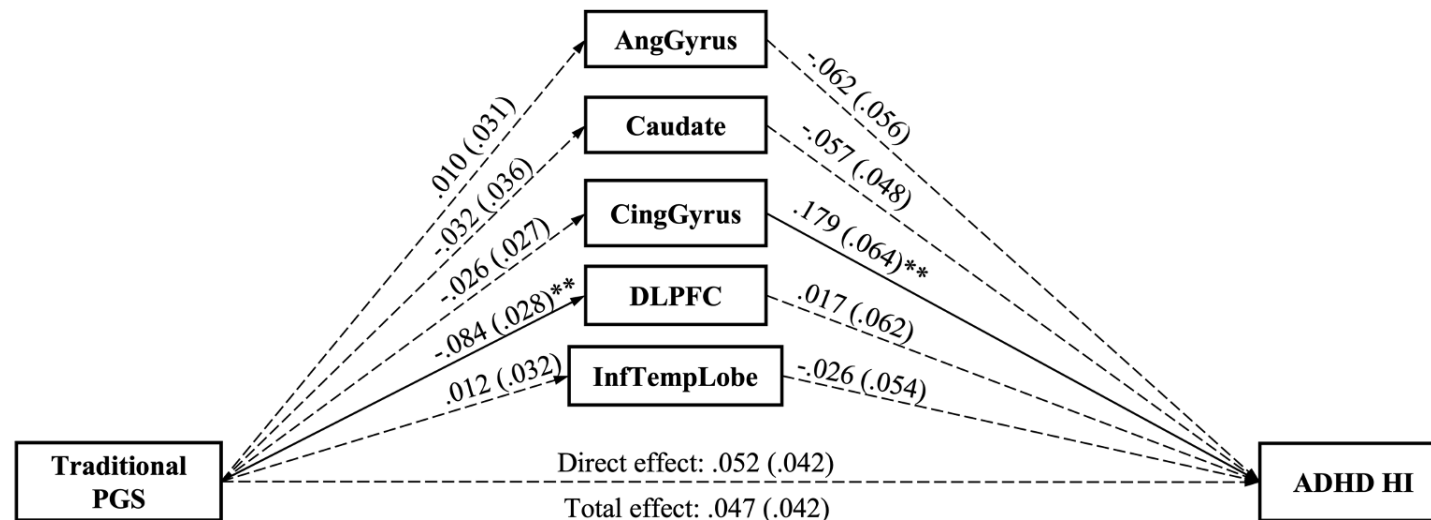 AngGyrus
Caudate
CingGyrus
DLPFC
InfTempLobe
.010 (.031)
-.032 (.036)
-.026 (.027)
-.084 (.028)**
.012 (.032)
-.062 (.056)
-.057 (.048)
.179 (.064)**
.017 (.062)
-.026 (.054)
Traditional
PGS
Direct effect: .052 (.042)
Total effect: .047 (.042)
ADHD HI